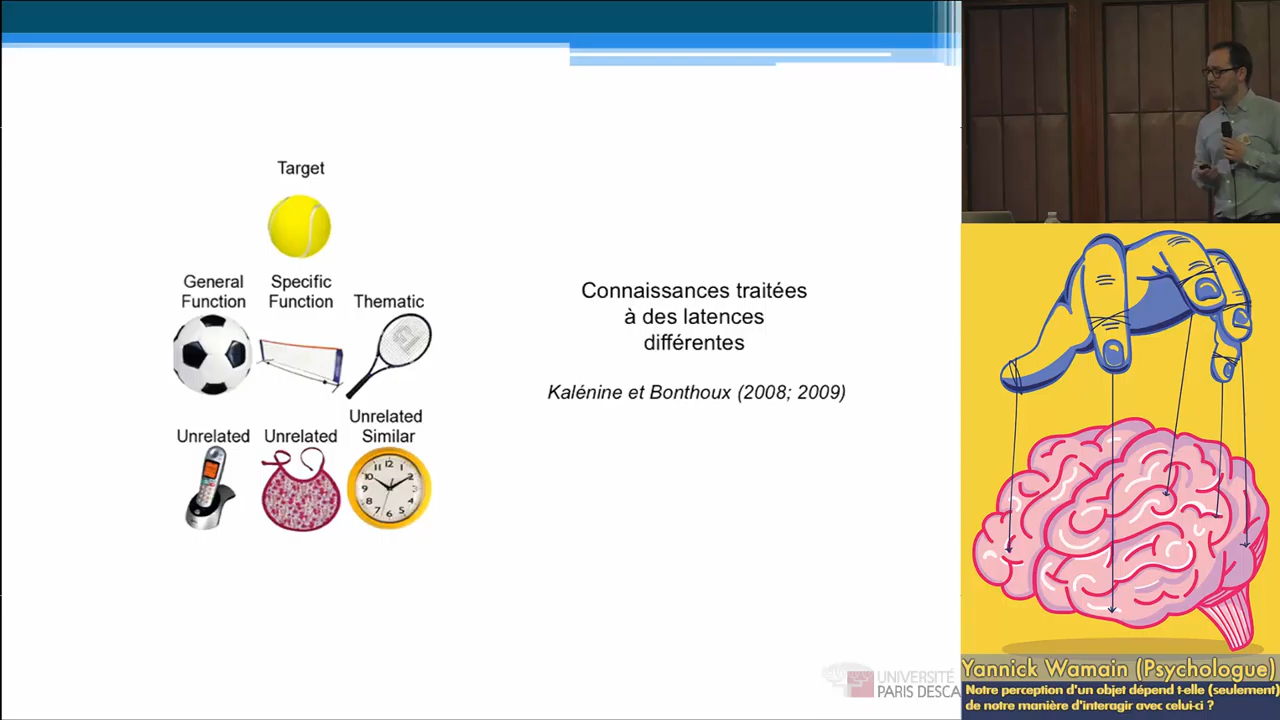 Target
General
Function
Specific
Function
Thematic
Unrelated
Unrelated
Unrelated
Similar
Connaissances traitées
à des latences
différentes
Kalénine et Bonthoux (2008; 2009)
UNIVERSITÉ
PARIS DESCA
Yannick Wamain (Psychologue)
Notre perception d'un objet dépend t-elle (seulement)
de notre manière d'interagir avec celui-ci ?